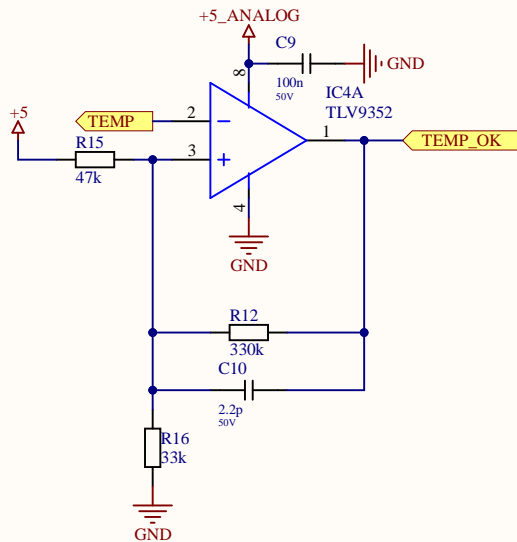 +5_ANALOG
C9
GND
100n
50V
8
IC4A
TLV9352
+5
TEMP
2
1
TEMP_OK
R15
3
47k
4
GND
R12
330k
C10
2.2p
50V
R16
33k
GND